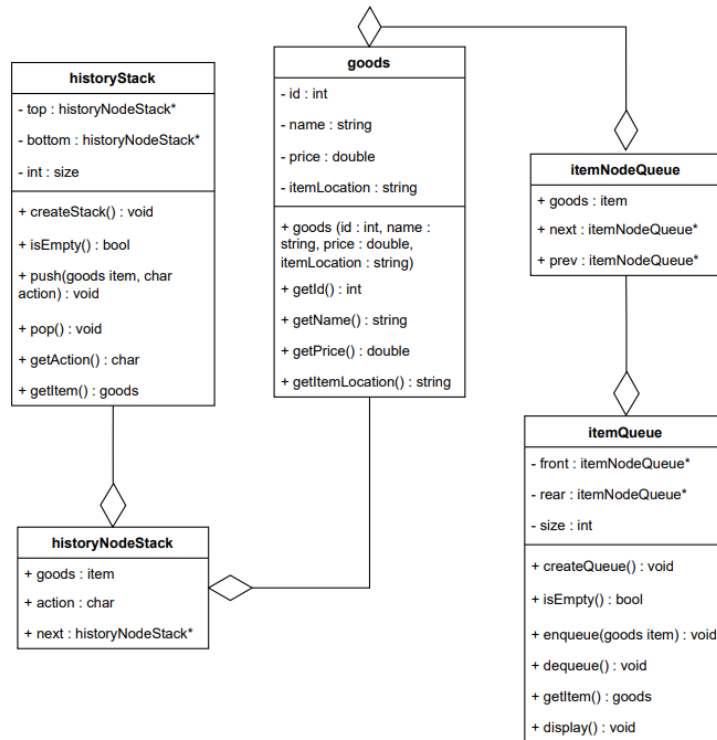 historyStack
- top : historyNodeStack*
- bottom : historyNodeStack*
- int : size
+ createStack() : void
+ isEmpty() : bool
+ push(goods item, char
action) : void
+ pop() : void
+ getAction() : char
+ getItem() : goods
goods
- id : int
- name : string
- price : double
- itemLocation : string
+ goods (id : int, name :
string, price : double,
itemLocation : string)
+ getId() : int
+ getName() : string
+ getPrice() : double
+ getItemLocation() : string
itemNodeQueue
+ goods : item
+ next : itemNodeQueue*
+ prev : itemNodeQueue*
historyNodeStack
+ goods : item
+ action : char
+ next : historyNodeStack*
itemQueue
- front : itemNodeQueue*
- rear : itemNodeQueue*
- size : int
+ createQueue() : void
+ isEmpty() : bool
+ enqueue(goods item) : void
+ dequeue() : void
+ getItem() : goods
+ display() : void